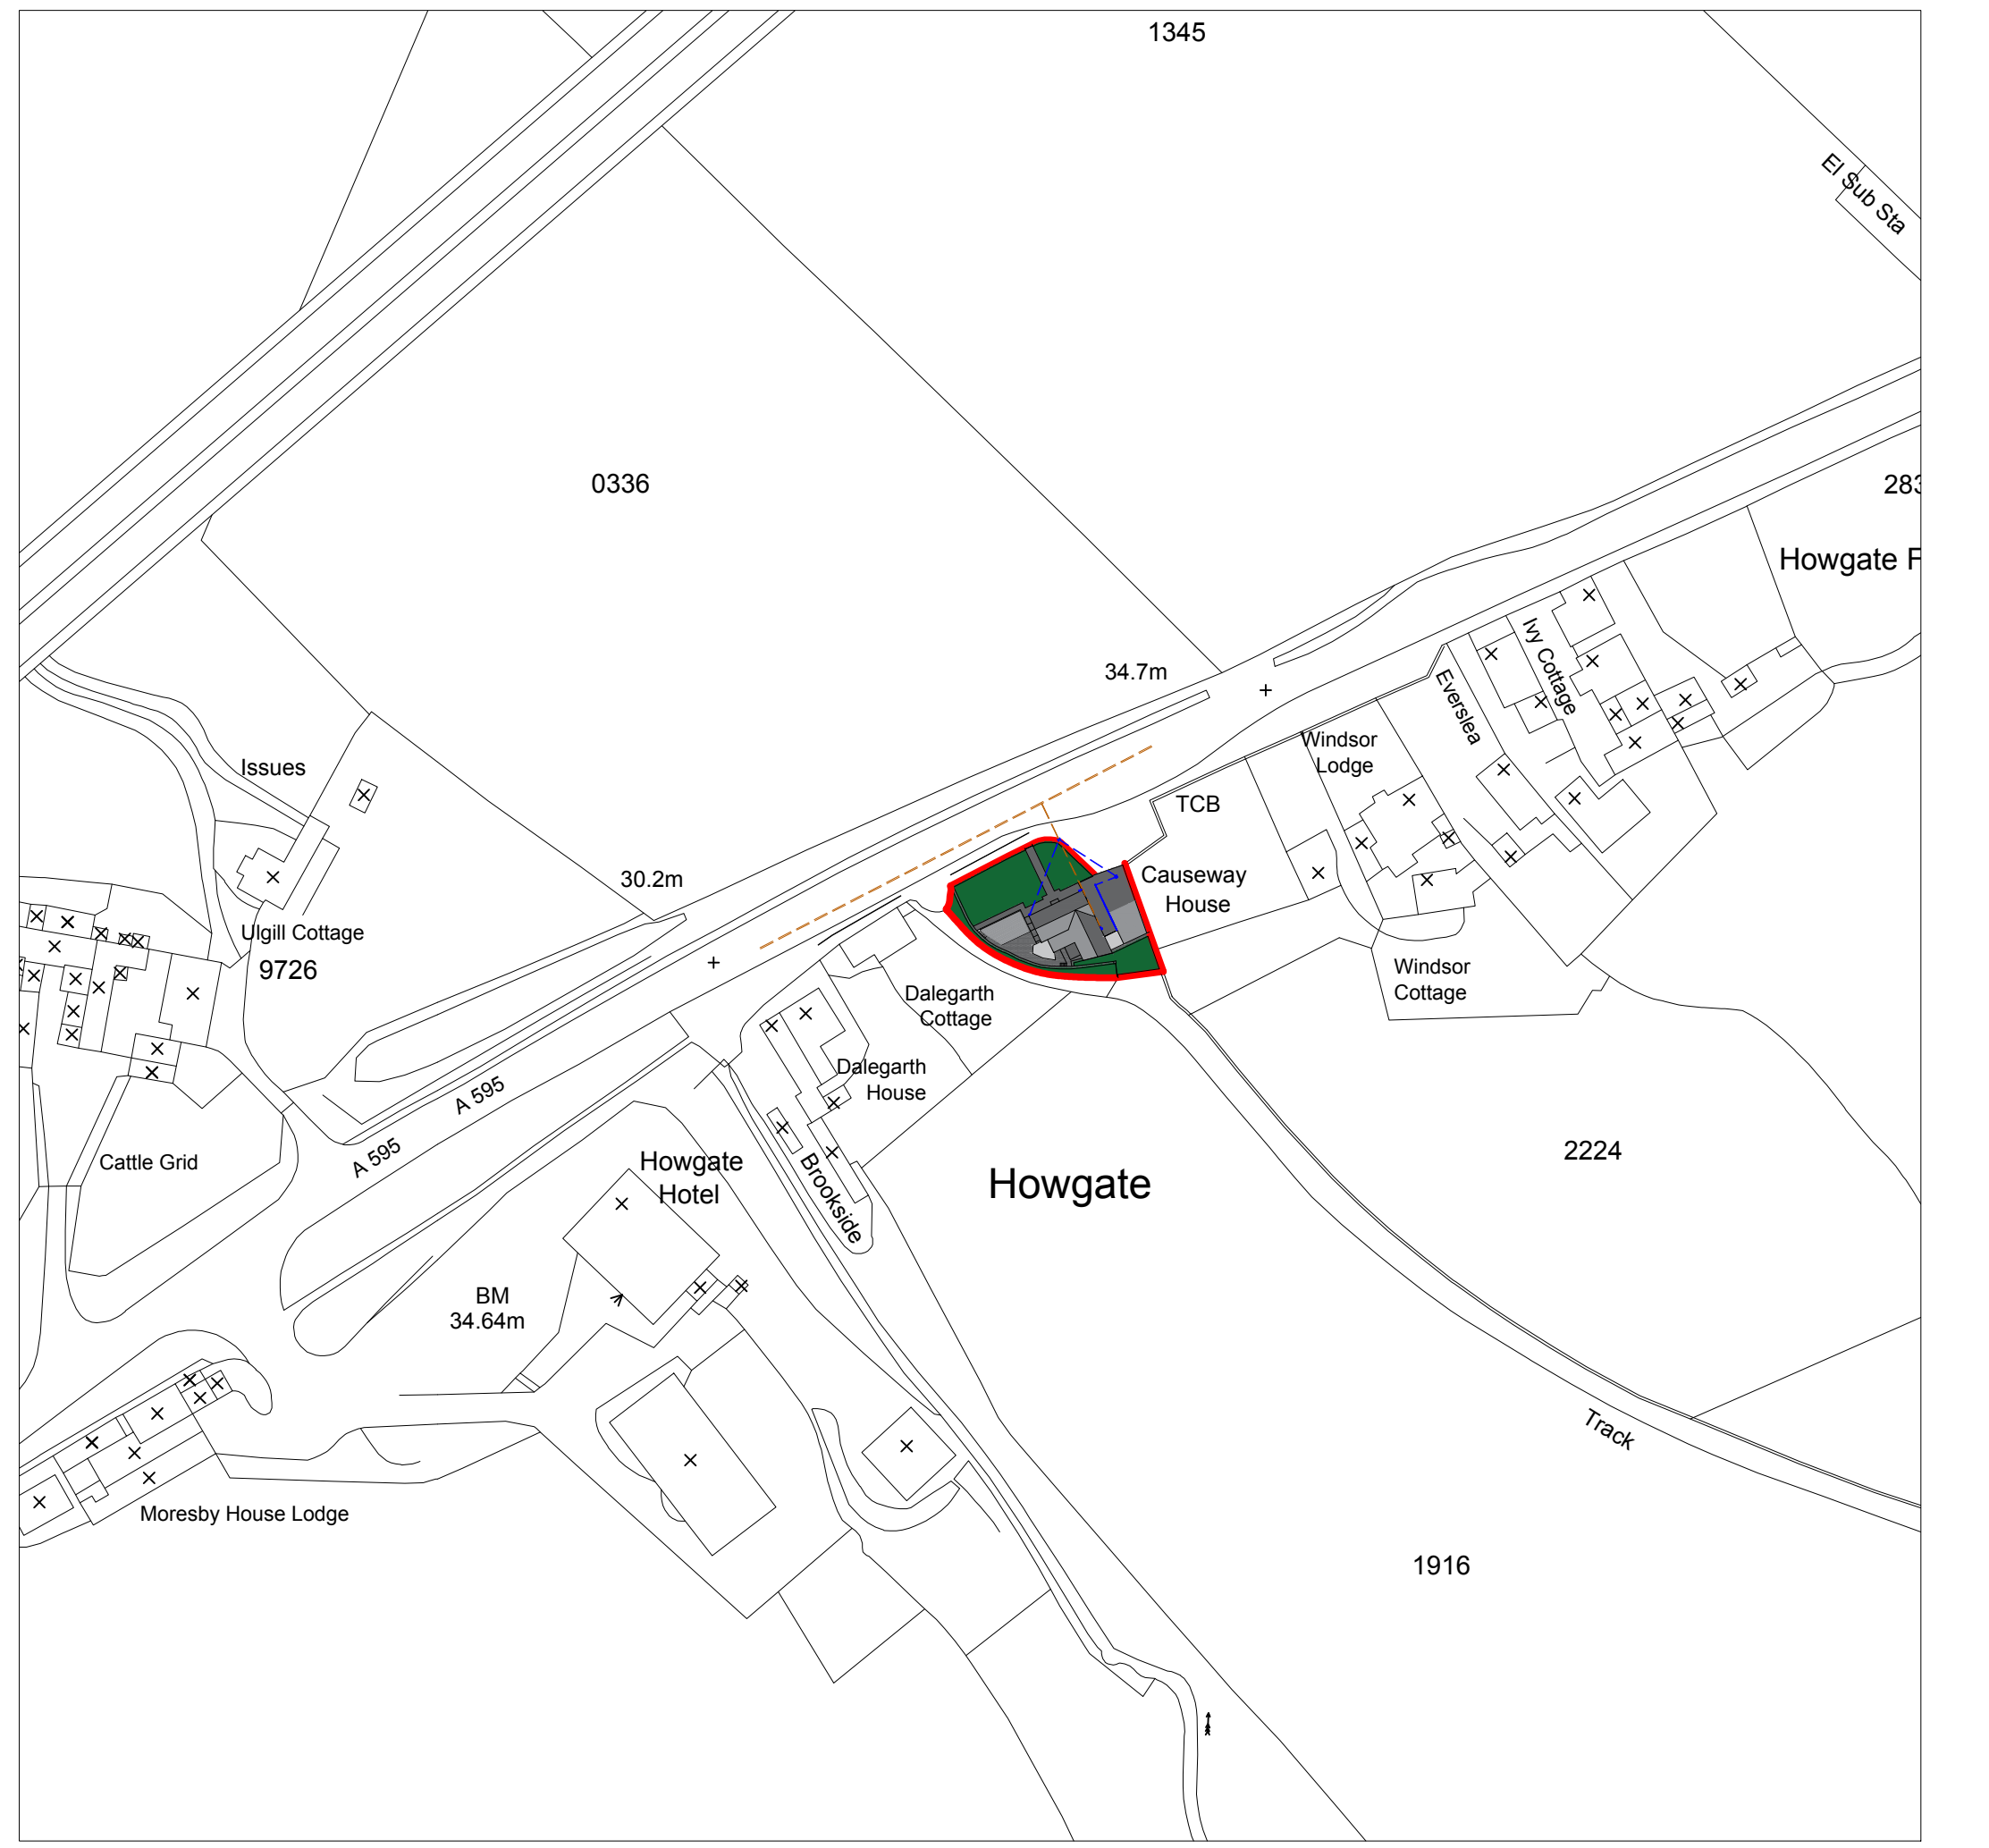 1345
El Sub Sta
0336
283
Howgate F
34.7m
Ivy Cottage
Everslea
Windsor
Lodge
Issues
TCB
30.2m
Causeway
House
Ulgill Cottage
9726
Windsor
Cottage
Dalegarth
Cottage
Dalegarth
House
A 595
A 595
Cattle Grid
Howgate
Hotel
Brookside
Howgate
2224
BM
34.64m
Track
Moresby House Lodge
1916